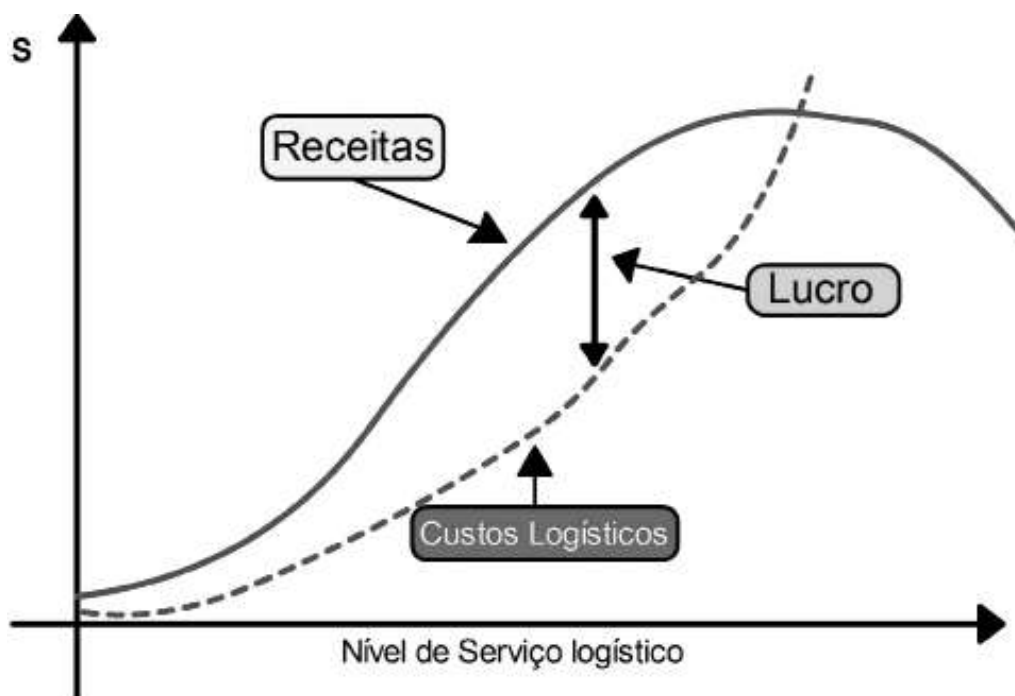 s
Receitas
Lucro
Custos Logísticos
Nível de Serviço logístico